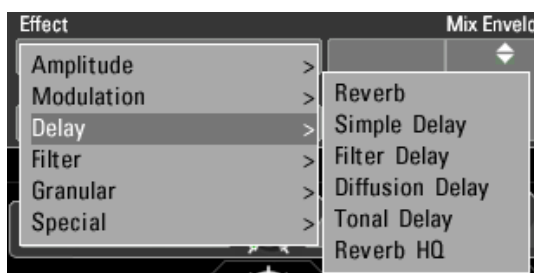 Effect
Mix Envelo
Amplitude >
Modulation >
Delay >
Filter >
Granular >
Special >
Reverb
Simple Delay
Filter Delay
Diffusion Delay
Tonal Delay
Reverb HQ